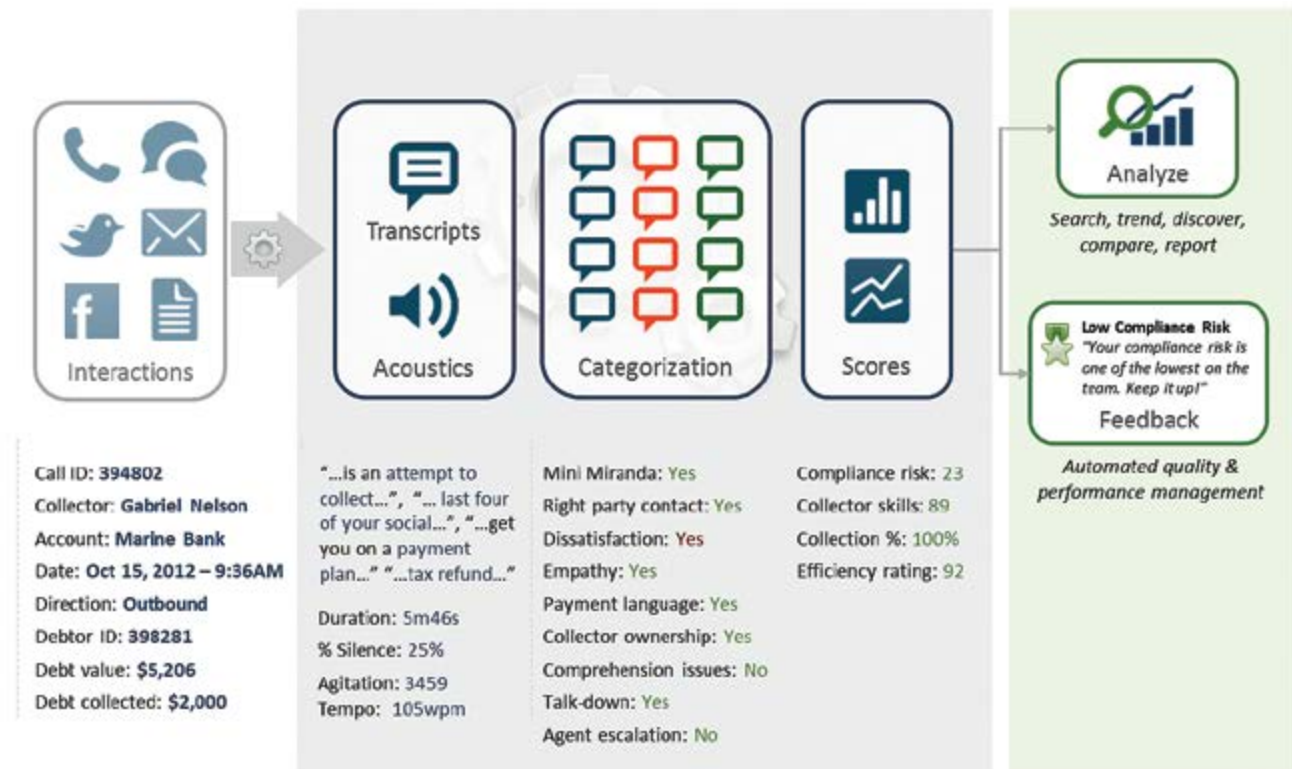 Interactions
Transcripts
Acoustics
Categorization
Scores
Analyze
Search, trend, discover,
compare, report
Low Compliance Risk
"Your compliance risk is
one of the lowest on the
team. Keep it up!"
Feedback
Automated quality &
performance management
Call ID: 394802
Collector: Gabriel Nelson
Account: Marine Bank
Date: Oct 15, 2012 – 9:36AM
Direction: Outbound
Debtor ID: 398281
Debt value: $5,206
Debt collected: $2,000
"...is an attempt to
collect...", "... last four
of your social...", "...get
you on a payment
plan..." "...tax refund..."
Duration: 5m46s
% Silence: 25%
Agitation: 3459
Tempo: 105wpm
Mini Miranda: Yes
Right party contact: Yes
Dissatisfaction: Yes
Empathy: Yes
Payment language: Yes
Collector ownership: Yes
Comprehension issues: No
Talk-down: Yes
Agent escalation: No
Compliance risk: 23
Collector skills: 89
Collection %: 100%
Efficiency rating: 92